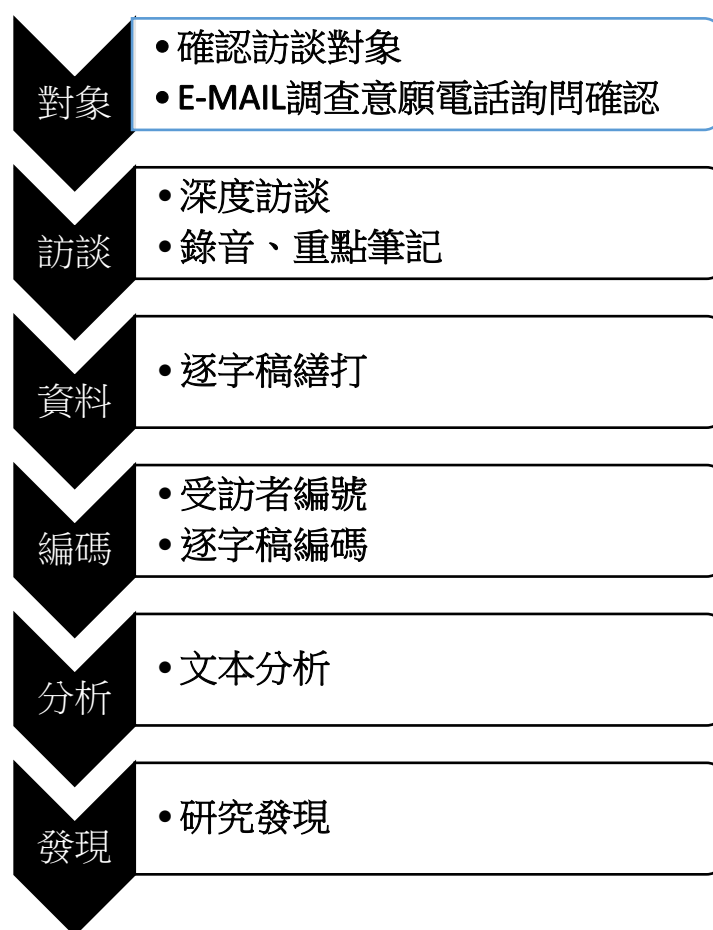 對象
•確認訪談對象
•E-MAIL調查意願電話詢問確認
訪談
•深度訪談
•錄音、重點筆記
資料
•逐字稿繕打
編碼
•受訪者編號
•逐字稿編碼
分析
•文本分析
發現
•研究發現